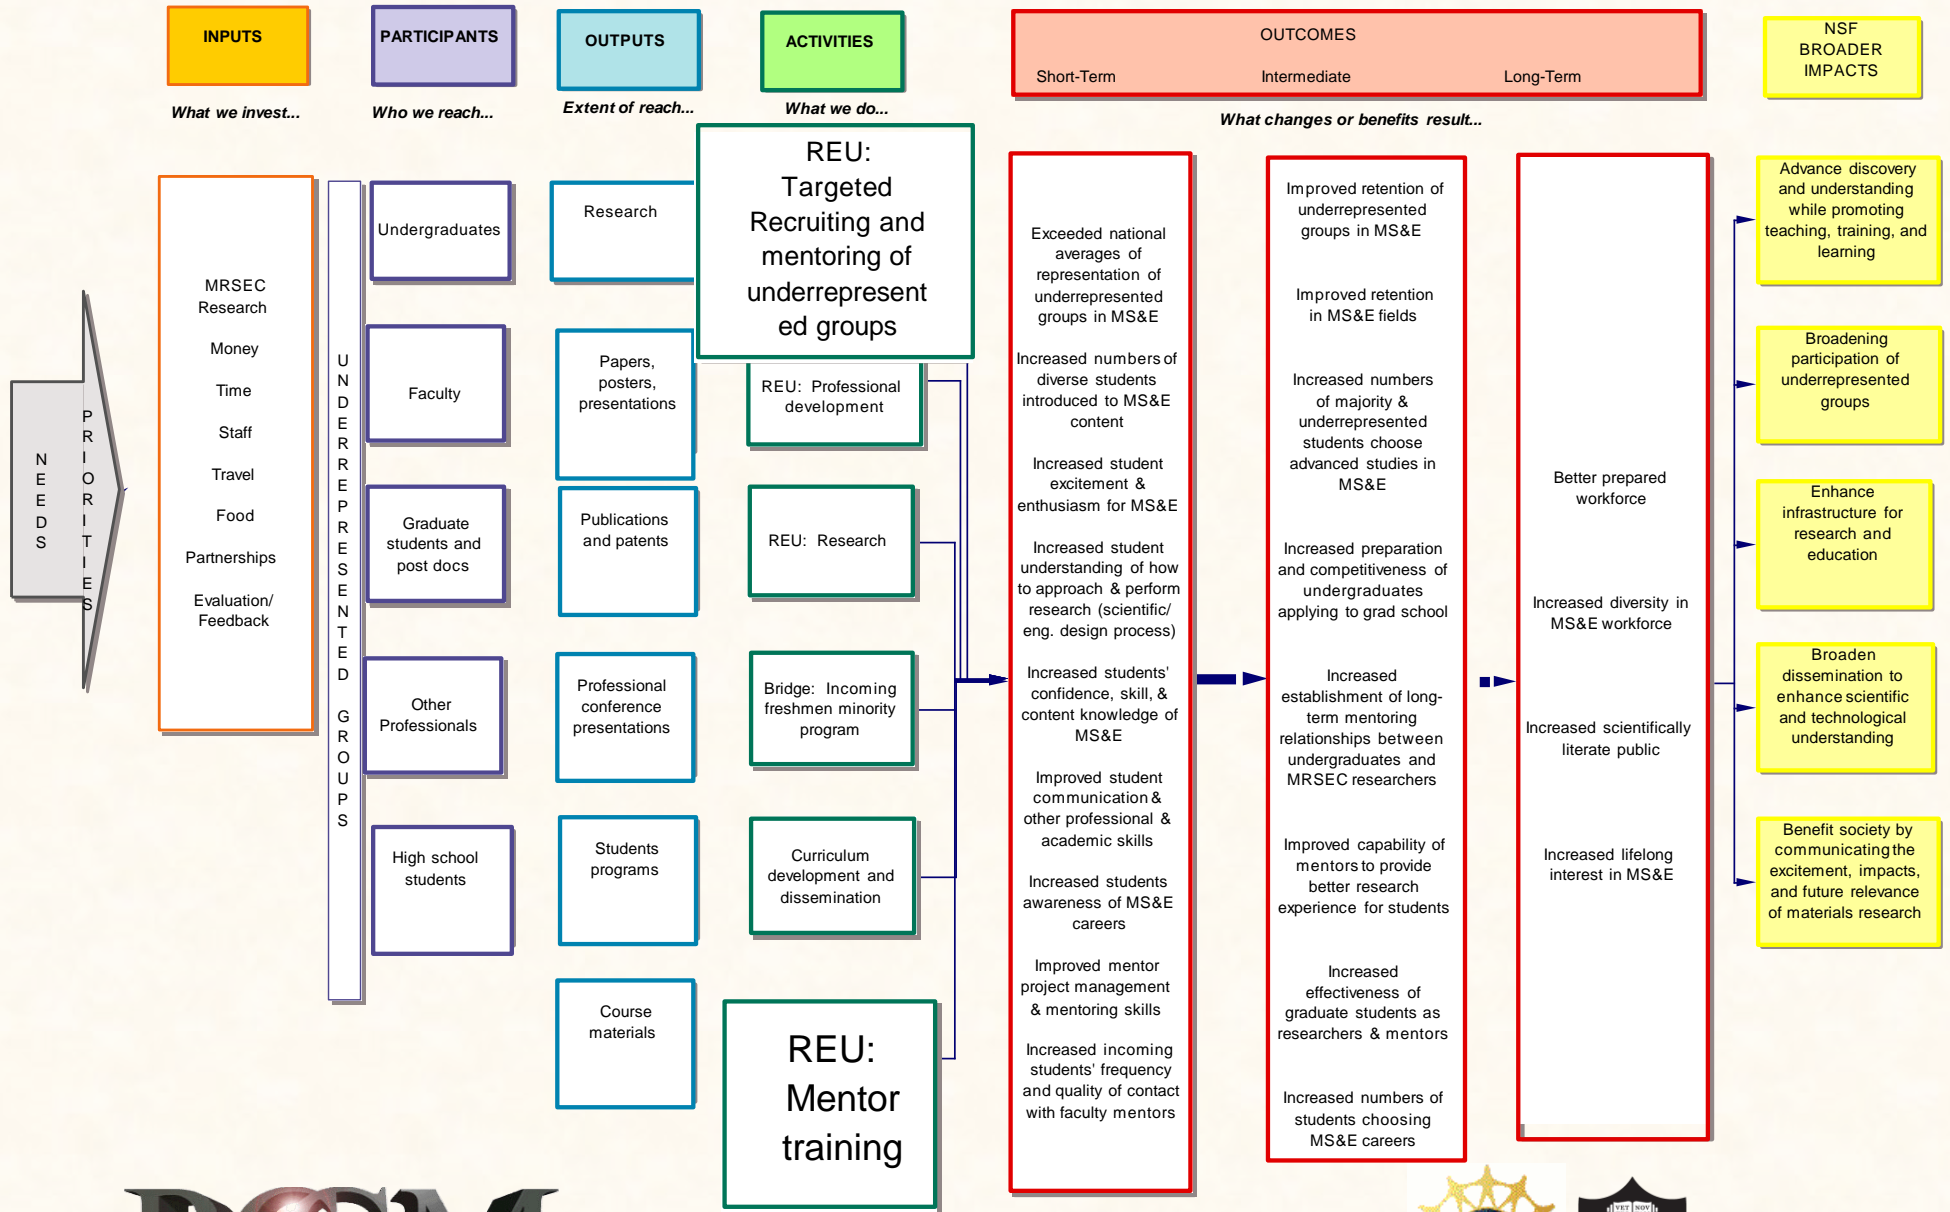 INPUTS
PARTICIPANTS
OUTPUTS
ACTIVITIES
OUTCOMES
Short-Term Intermediate Long-Term
NSF
BROADER
IMPACTS
What we invest...
Who we reach...
Extent of reach...
What we do...
What changes or benefits result...
NEEDS
PRIORITIES
MRSEC
Research
Money
Time
Staff
Travel
Food
Partnerships
Evaluation/
Feedback
UNDERREPRESENTED GROUPS
Undergraduates
Faculty
Graduate
students and
post docs
Other
Professionals
High school
students
Research
Papers,
posters,
presentations
Publications
and patents
Professional
conference
presentations
Students
programs
Course
materials
REU:
Targeted
Recruiting and
mentoring of
underrepresent
ed groups
REU: Professional
development
REU: Research
Bridge: Incoming
freshmen minority
program
Curriculum
development and
dissemination
REU:
Mentor
training
Exceeded national
averages of
representation of
underrepresented
groups in MS&E
Increased numbers of
diverse students
introduced to MS&E
content
Increased student
excitement &
enthusiasm for MS&E
Increased student
understanding of how
to approach & perform
research (scientific/
eng. design process)
Increased students'
confidence, skill, &
content knowledge of
MS&E
Improved student
communication &
other professional &
academic skills
Increased students
awareness of MS&E
careers
Improved mentor
project management
& mentoring skills
Increased incoming
students' frequency
and quality of contact
with faculty mentors
Improved retention of
underrepresented
groups in MS&E
Improved retention
in MS&E fields
Increased numbers
of majority &
underrepresented
students choose
advanced studies in
MS&E
Increased preparation
and competitiveness of
undergraduates
applying to grad school
Increased
establishment of long-
term mentoring
relationships between
undergraduates and
MRSEC researchers
Improved capability of
mentors to provide
better research
experience for students
Increased
effectiveness of
graduate students as
researchers & mentors
Increased numbers of
students choosing
MS&E careers
Better prepared
workforce
Increased diversity in
MS&E workforce
Increased scientifically
literate public
Increased lifelong
interest in MS&E
Advance discovery
and understanding
while promoting
teaching, training, and
learning
Broadening
participation of
underrepresented
groups
Enhance
infrastructure for
research and
education
Broaden
dissemination to
enhance scientific
and technological
understanding
Benefit society by
communicating the
excitement, impacts,
and future relevance
of materials research
VET NOV